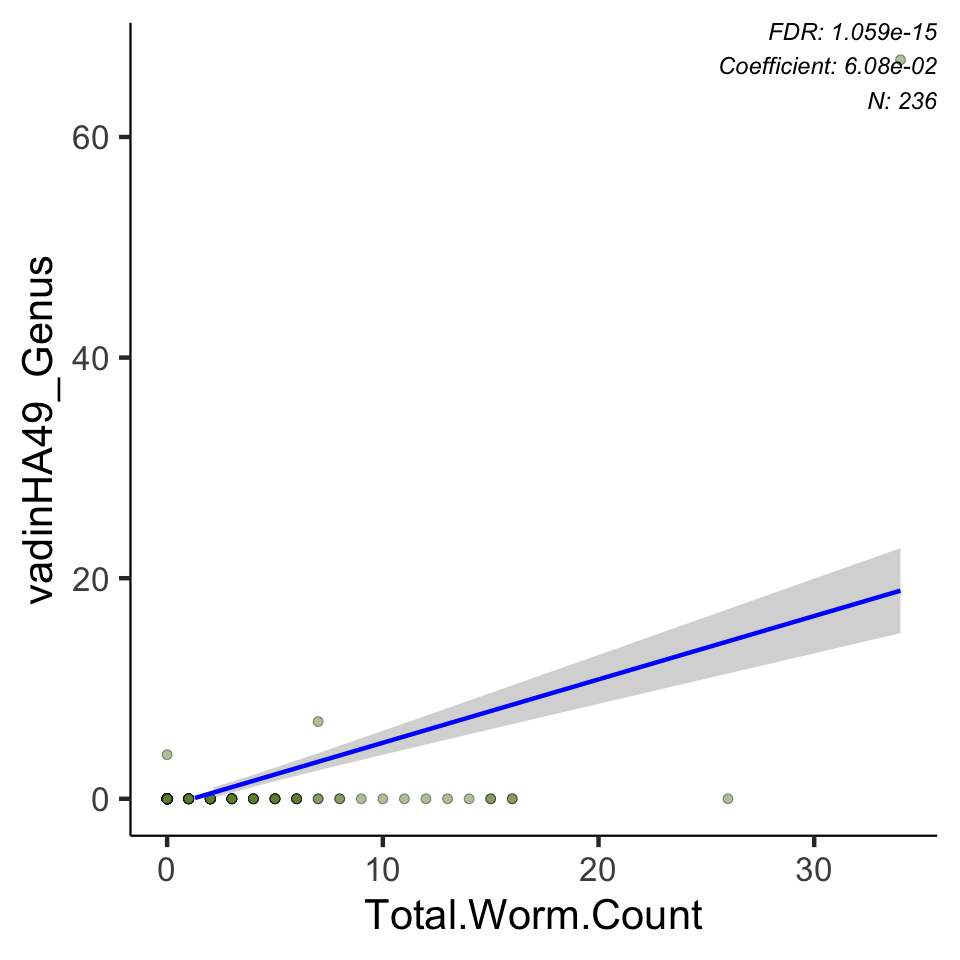 FDR: 1.059e-15
Coefficient: 6.08e-02
N: 236
60
40
20
0
vadinHA49_Genus
0 10 20 30
Total.Worm.Count